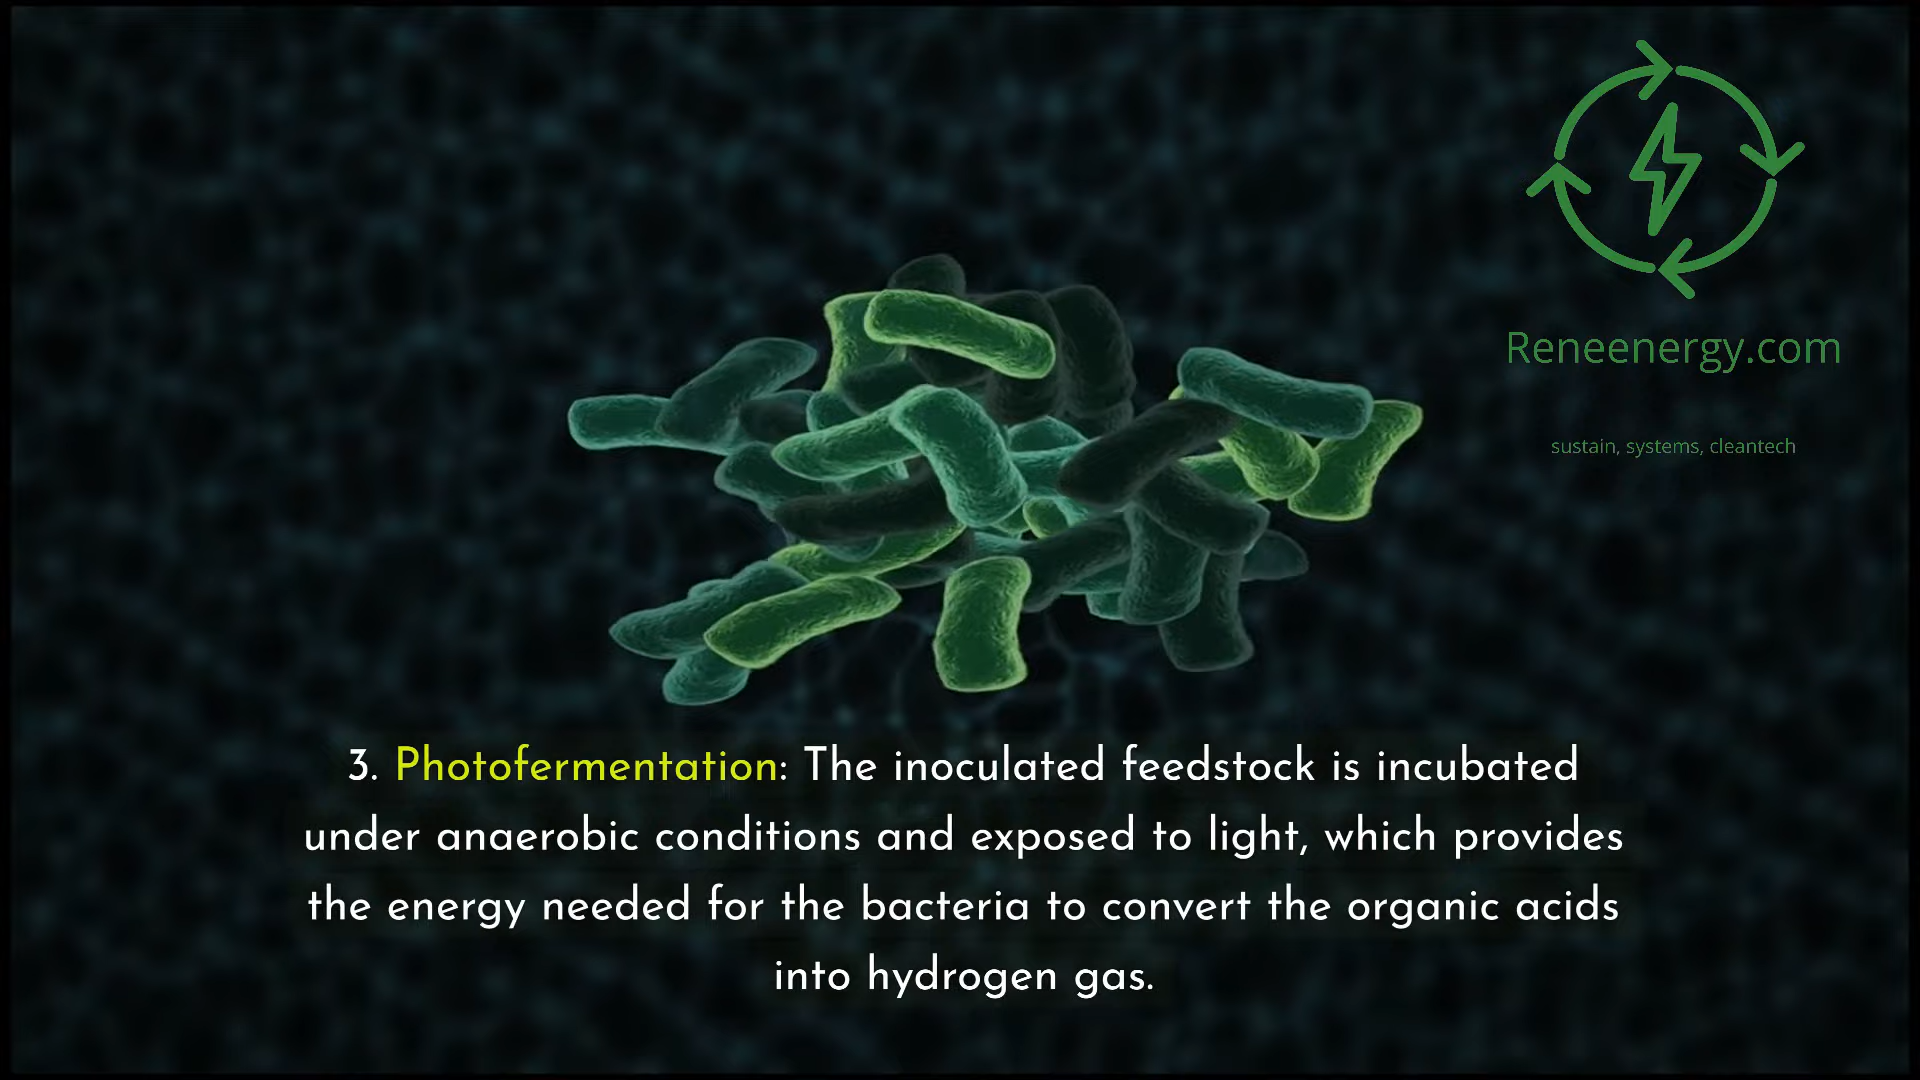 Reneenergy.com
sustain, systems, cleantech
3. Photofermentation: The inoculated feedstock is incubated
under anaerobic conditions and exposed to light, which provides
the energy needed for the bacteria to convert the organic acids
into hydrogen gas.